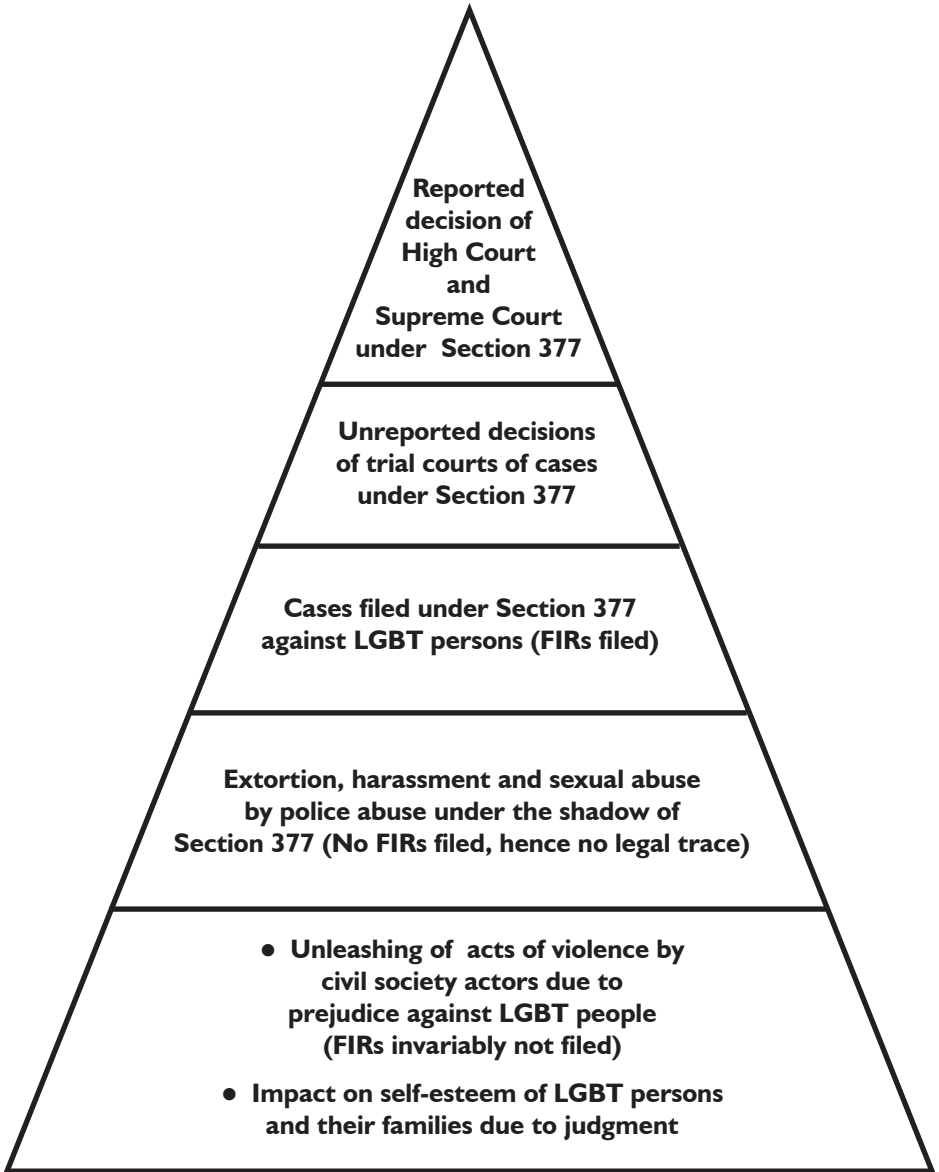 Reported
decision of
High Court
and
Supreme Court
under Section 377
Unreported decisions
of trial courts of cases
under Section 377
Cases filed under Section 377
against LGBT persons (FIRs filed)
Extortion, harassment and sexual abuse
by police abuse under the shadow of
Section 377 (No FIRs filed, hence no legal trace)
• Unleashing of acts of violence by
civil society actors due to
prejudice against LGBT people
(FIRs invariably not filed)
• Impact on self-esteem of LGBT persons
and their families due to judgment